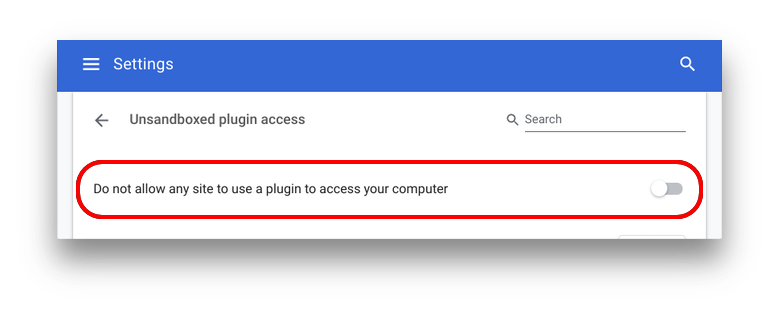 Settings
Unsandboxed plugin access
Search
Do not allow any site to use a plugin to access your computer